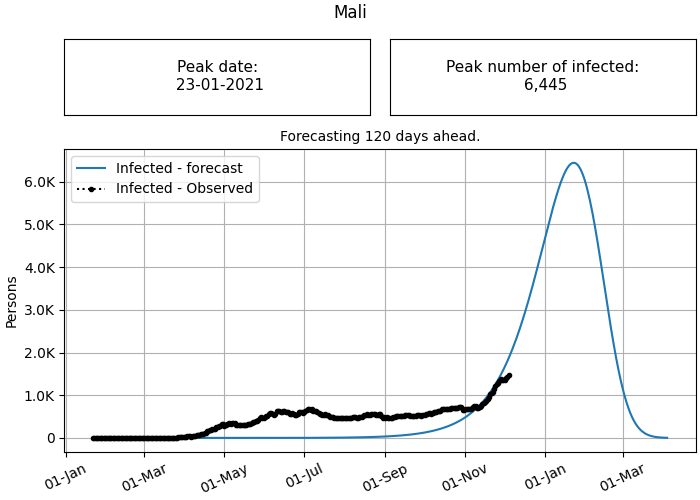 Mali
Peak date:
23-01-2021
Peak number of infected:
6,445
Forecasting 120 days ahead.
Infected - forecast
Infected - Observed
Persons
6.0K
5.0K
4.0K
3.0K
2.0K
1.0K
0
01-Jan
01-Mar
01-May
01-Jul
01-Sep
01-Nov
01-Jan
01-Mar